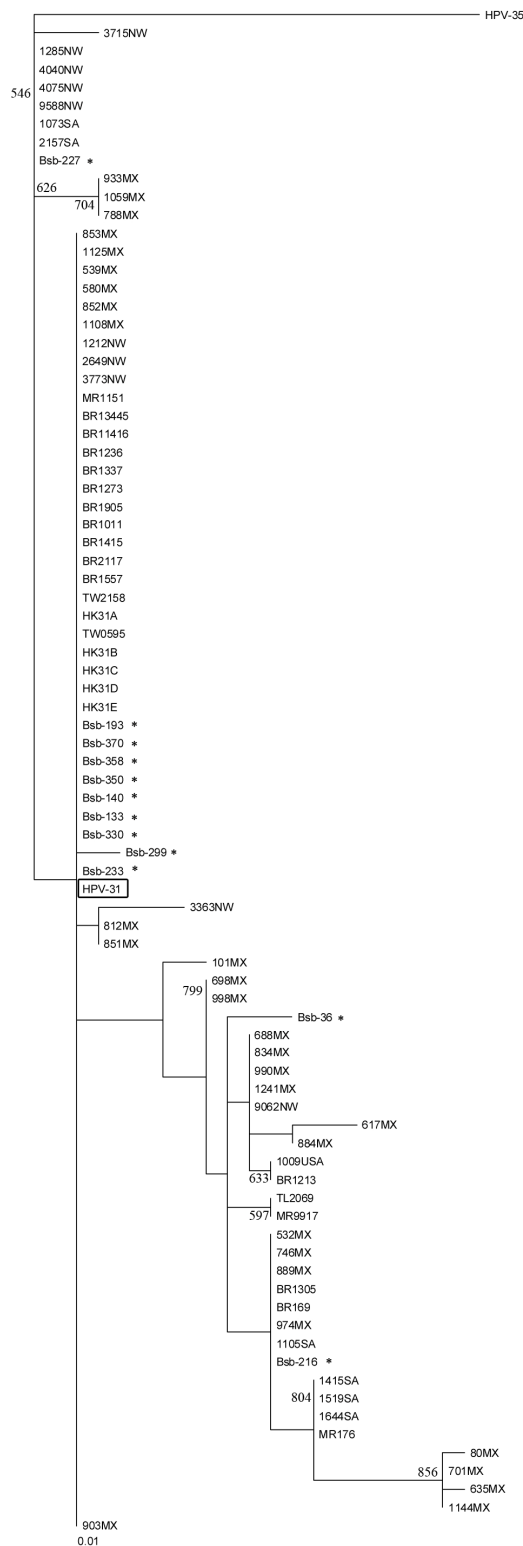 HPV-35
3715NW
1285NW
4040NW
4075NW
546
9588NW
1073SA
2157SA
Bsb-227 *
933MX
626
1059MX
704
788MX
853MX
1125MX
539MX
580MX
852MX
1108MX
1212NW
2649NW
3773NW
MR1151
BR13445
BR11416
BR1236
BR1337
BR1273
BR1905
BR1011
BR1415
BR2117
BR1557
TW2158
HK31A
TW0595
HK31B
HK31C
HK31D
HK31E
Bsb-193 *
Bsb-370 *
Bsb-358 *
Bsb-350 *
Bsb-140 *
Bsb-133 *
Bsb-330 *
Bsb-299 *
Bsb-233 *
HPV-31
3363NW
812MX
851MX
101MX
698MX
799
998MX
Bsb-36 *
688MX
834MX
990MX
1241MX
9062NW
617MX
884MX
1009USA
633
BR1213
TL2069
597
MR9917
532MX
746MX
889MX
BR1305
BR169
974MX
1105SA
Bsb-216 *
1415SA
804
1519SA
1644SA
MR176
80MX
856
701MX
635MX
1144MX
903MX
0.01